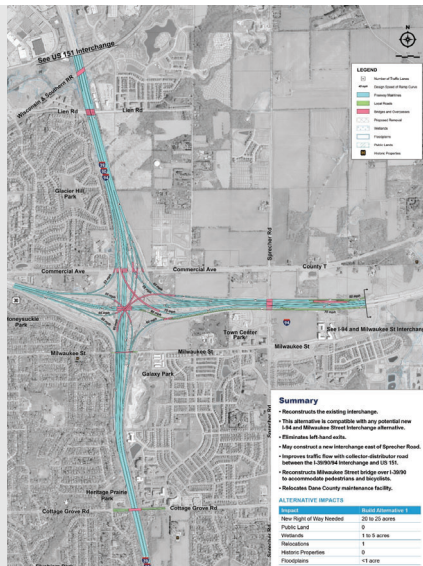 See US 151 Interchange
Wisconsin & Southern RR
Lien Rd
Lien Rd
N
LEGEND
Number of Traffic Lanes
Design Speed of Ramp Curve
Freeway Mainlines
Local Roads
Bridges and Overpasses
Proposed Removal
Wetlands
Floodplains
Public Lands
Historic Properties
Glacier Hill
Park
Sprecher Rd
Commercial Ave
Commercial Ave
County T
Honeysuckle
Park
94
Town Center
Park
See I-94 and Milwaukee St Interchange
Milwaukee St
Milwaukee St
Milwaukee St
Galaxy Park
Heritage Prairie
Park
Cottage Grove Rd
Cottage Grove Rd
Summary
• Reconstructs the existing interchange.
• This alternative is compatible with any potential new
I-94 and Milwaukee Street Interchange alternative.
• Eliminates left-hand exits.
• May construct a new interchange east of Sprecher Road.
• Improves traffic flow with collector-distributor road
between the I-39/90/94 Interchange and US 151.
• Reconstructs Milwaukee Street bridge over I-39/90
to accommodate pedestrians and bicyclists.
• Relocates Dane County maintenance facility.
ALTERNATIVE IMPACTS
Impact Build Alternative 1
New Right of Way Needed 20 to 25 acres
Public Land 0
Wetlands 1 to 5 acres
Relocations 1
Historic Properties 0
Floodplains <1 acre